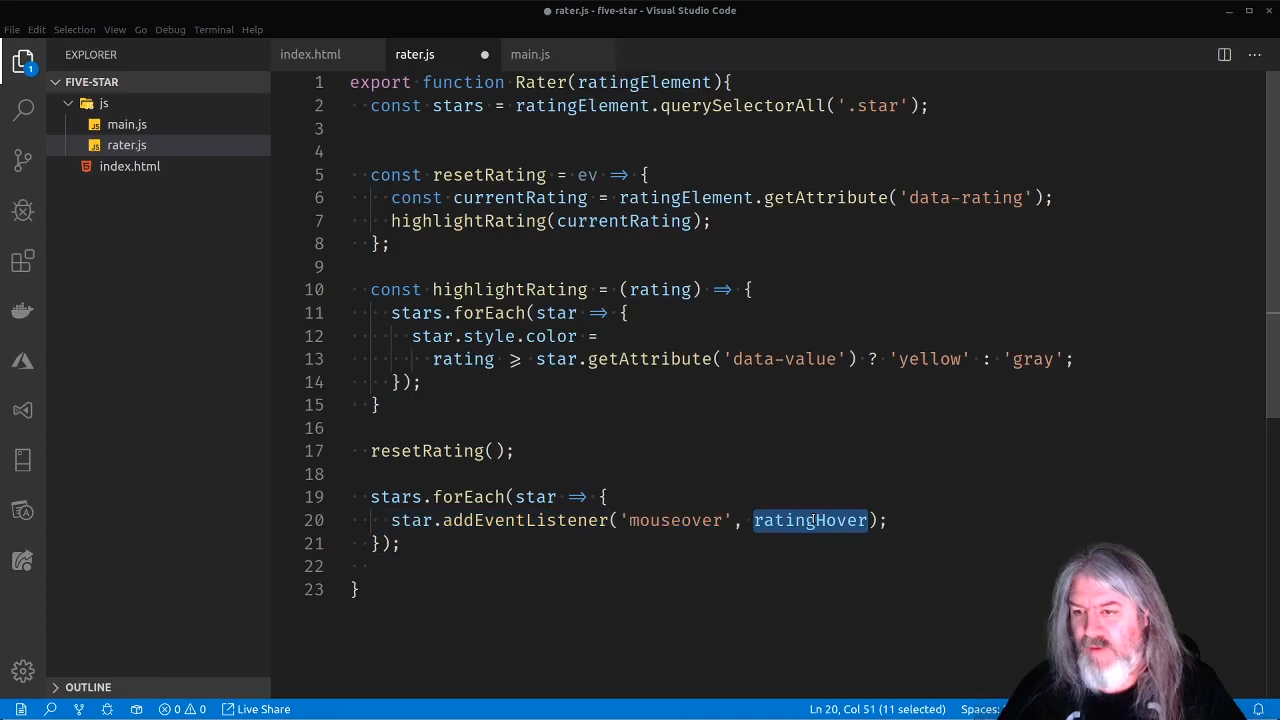 ● rater.js - five-star - Visual Studio Code
File Edit Selection View Go Debug Terminal Help
EXPLORER
FIVE-STAR
js
JS main.js
JS rater.js
index.html
OUTLINE
1
index.html rater.js ● main.js
1 export function Rater(ratingElement){
2 const stars = ratingElement.querySelectorAll('.star');
3
4
5 const resetRating = ev => {
6 const currentRating = ratingElement.getAttribute('data-rating');
7 highlightRating(currentRating);
8 };
9
10 const highlightRating = (rating) => {
11 stars.forEach(star => {
12 star.style.color =
13 rating >= star.getAttribute('data-value') ? 'yellow' : 'gray';
14 });
15 }
16
17 resetRating();
18
19 stars.forEach(star => {
20 star.addEventListener('mouseover', ratingHover);
21 });
22
23 }
0 0 Live Share Ln 20, Col 51 (11 selected) Spaces: